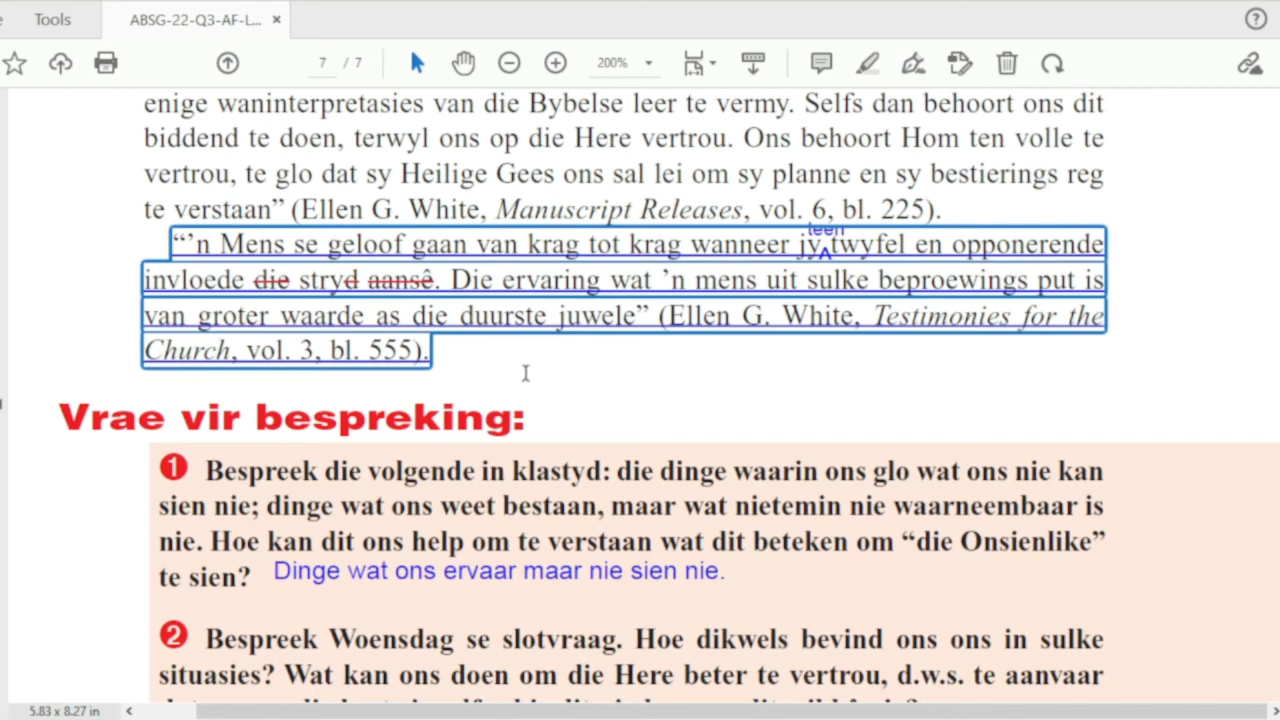 Tools ABSG-22-Q3-AF-L... ×
7 / 7 200%
enige waninterpretasies van die Bybelse leer te vermy. Selfs dan behoort ons dit
biddend te doen, terwyl ons op die Here vertrou. Ons behoort Hom ten volle te
vertrou, te glo dat sy Heilige Gees ons sal lei om sy planne en sy bestierings reg
te verstaan” (Ellen G. White, Manuscript Releases, vol. 6, bl. 225).
teen
“’n Mens se geloof gaan van krag tot krag wanneer jy twyfel en opponerende
invloede die stryd aansê. Die ervaring wat ’n mens uit sulke beproewings put is
van groter waarde as die duurste juwele” (Ellen G. White, Testimonies for the
Church, vol. 3, bl. 555).
Vrae vir bespreking:
1 Bespreek die volgende in klastyd: die dinge waarin ons glo wat ons nie kan
sien nie; dinge wat ons weet bestaan, maar wat nietemin nie waarneembaar is
nie. Hoe kan dit ons help om te verstaan wat dit beteken om “die Onsienlike”
te sien? Dinge wat ons ervaar maar nie sien nie.
2 Bespreek Woensdag se slotvraag. Hoe dikwels bevind ons ons in sulke
situasies? Wat kan ons doen om die Here beter te vertrou, d.w.s. te aanvaar
5.83 x 8.27 in